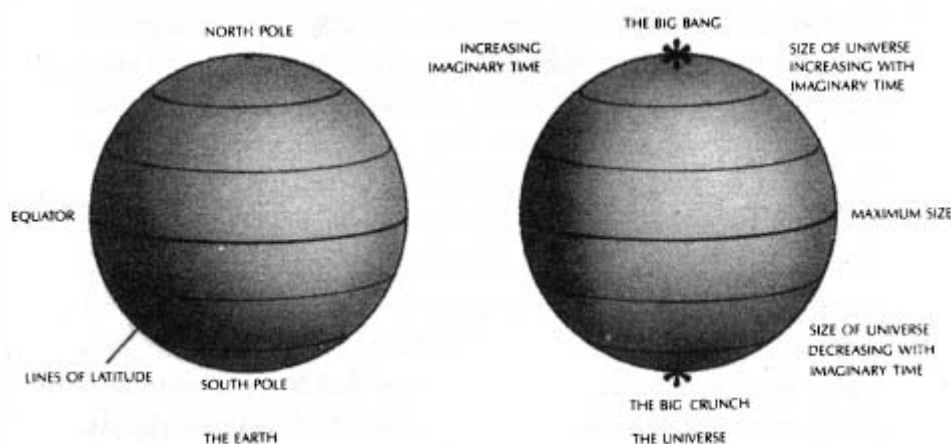 NORTH POLE
EQUATOR
LINES OF LATITUDE
SOUTH POLE
THE EARTH
INCREASING
IMAGINARY TIME
THE BIG BANG
SIZE OF UNIVERSE
INCREASING WITH
IMAGINARY TIME
MAXIMUM SIZE
SIZE OF UNIVERSE
DECREASING WITH
IMAGINARY TIME
THE BIG CRUNCH
THE UNIVERSE